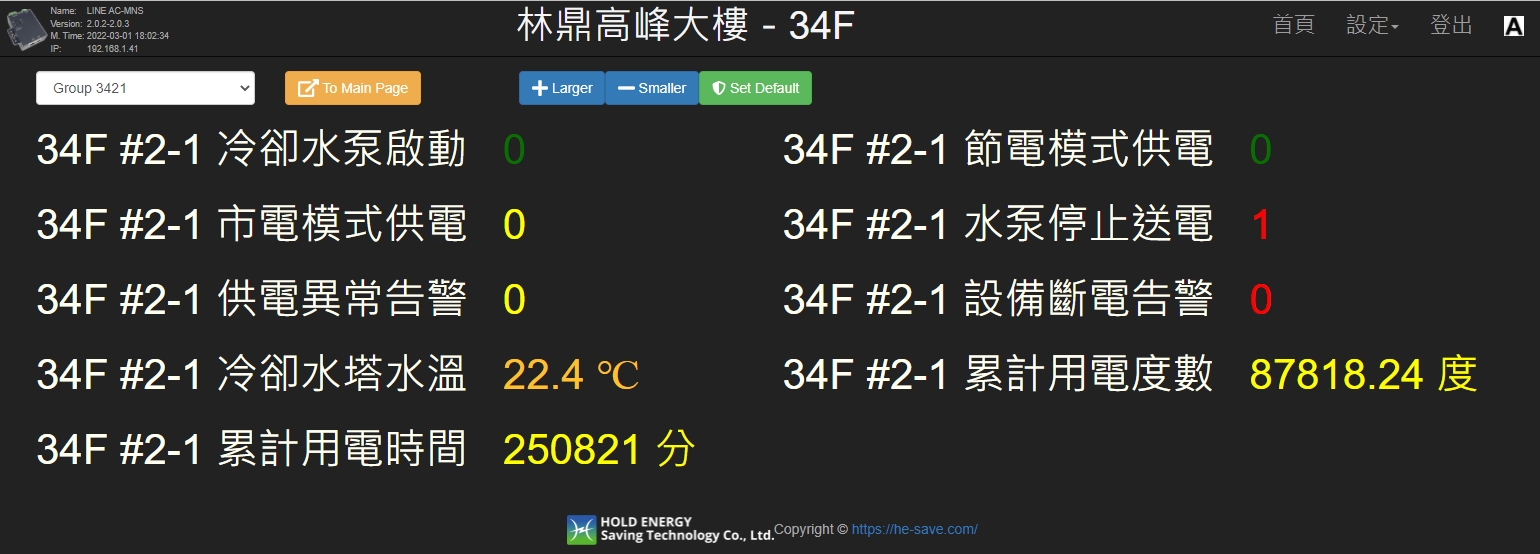 Name: LINE AC-MNS
Version: 2.0.2-2.0.3
M. Time: 2022-03-01 18:02:34
IP: 192.168.1.41
林鼎高峰大樓 - 34F
首頁 設定 登出 A
Group 3421 To Main Page Larger Smaller Set Default
34F #2-1 冷卻水泵啟動 0 34F #2-1 節電模式供電 0
34F #2-1 市電模式供電 0 34F #2-1 水泵停止送電 1
34F #2-1 供電異常告警 0 34F #2-1 設備斷電告警 0
34F #2-1 冷卻水塔水溫 22.4 ℃ 34F #2-1 累計用電度數 87818.24 度
34F #2-1 累計用電時間 250821 分
HOLD ENERGY
Saving Technology Co., Ltd. Copyright © https://he-save.com/